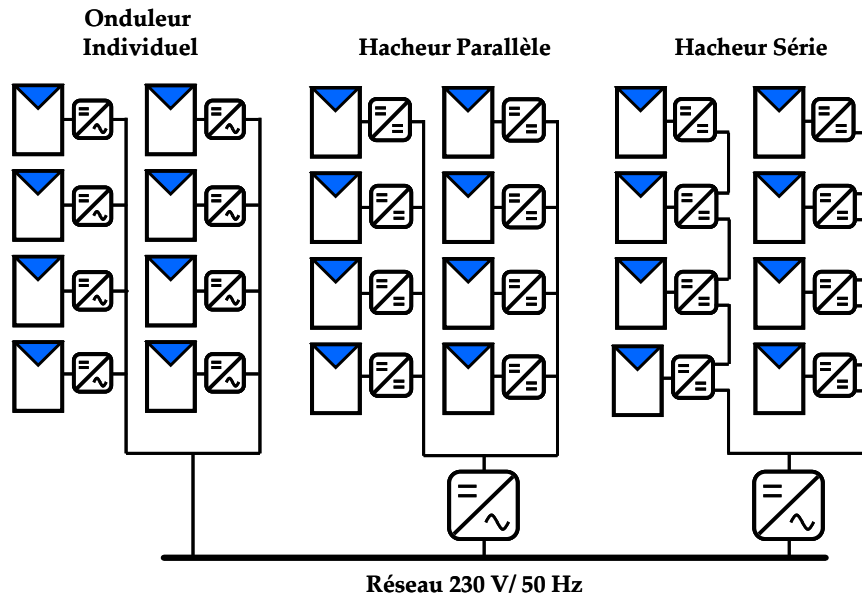 Onduleur
Individuel
Hacheur Parallèle
Hacheur Série
Réseau 230 V/ 50 Hz